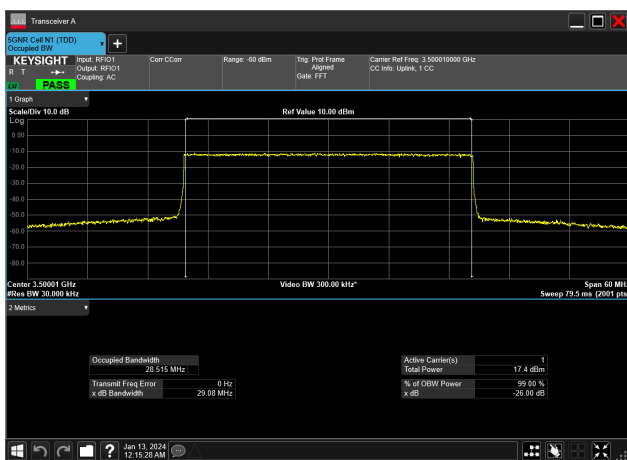 Transceiver A
5GNR Cell N1 (TDD)
Occupied BW
KEYSIGHT
R T
LXI
PASS
Input: RFIO1
Output: RFIO1
Coupling: AC
Corr CCorr
Range: -60 dBm
Trig: Prot Frame
Aligned
Gate: FFT
Carrier Ref Freq: 3.500010000 GHz
CC Info: Uplink, 1 CC
1 Graph
Scale/Div 10.0 dB
Ref Value 10.00 dBm
Log
0.00
-10.0
-20.0
-30.0
-40.0
-50.0
-60.0
-70.0
-80.0
Center 3.50001 GHz
Video BW 300.00 kHz*
Span 60 MH
#Res BW 30.000 kHz
Sweep 79.5 ms (2001 pts
2 Metrics
Occupied Bandwidth
28.515 MHz
Transmit Freq Error 0 Hz
x dB Bandwidth 29.08 MHz
Active Carrier(s) 1
Total Power 17.4 dBm
% of OBW Power 99.00 %
x dB -26.00 dB
?
Jan 13, 2024
12:15:28 AM